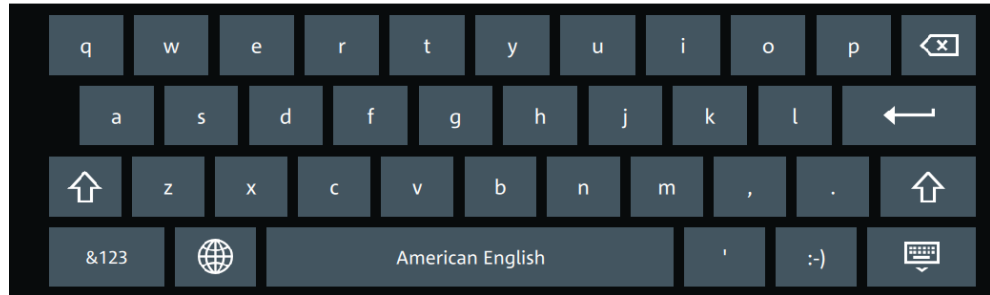 q w e r t y u i o p
a s d f g h j k l
z x c v b n m , .
&123 American English ' :-)